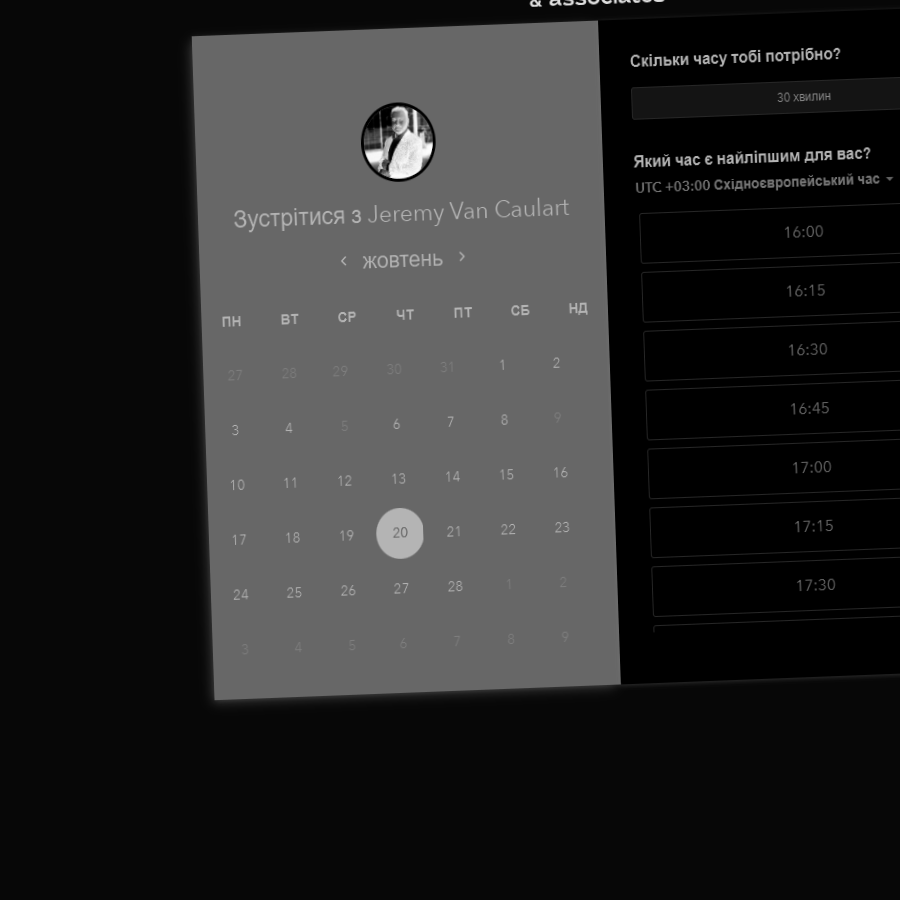 & associates
Зустрітися з Jeremy Van Caulart
жовтень
ПН ВТ СР ЧТ ПТ СБ НД
27 28 29 30 31 1 2
3 4 5 6 7 8 9
10 11 12 13 14 15 16
17 18 19 20 21 22 23
24 25 26 27 28 1 2
3 4 5 6 7 8 9
Скільки часу тобі потрібно?
30 хвилин
Який час є найліпшим для вас?
UTC +03:00 Східноєвропейський час
16:00
16:15
16:30
16:45
17:00
17:15
17:30